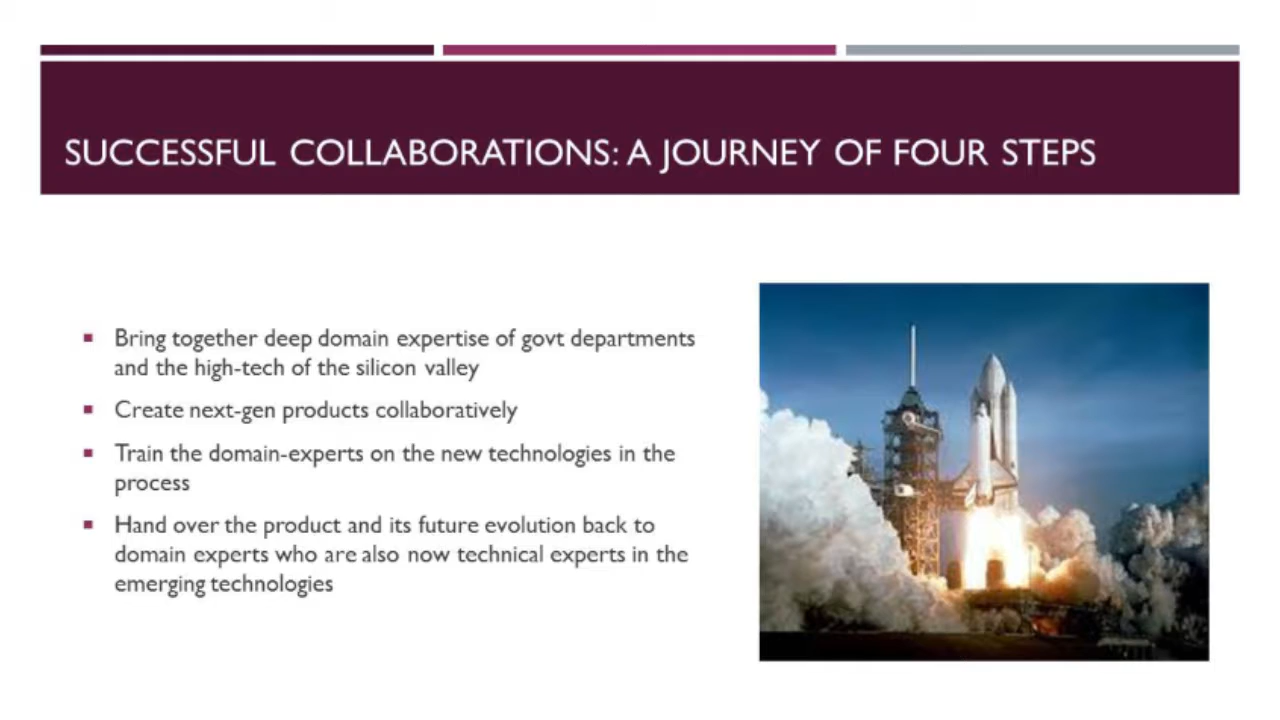 SUCCESSFUL COLLABORATIONS: A JOURNEY OF FOUR STEPS
Bring together deep domain expertise of govt departments
and the high-tech of the silicon valley
Create next-gen products collaboratively
Train the domain-experts on the new technologies in the
process
Hand over the product and its future evolution back to
domain experts who are also now technical experts in the
emerging technologies